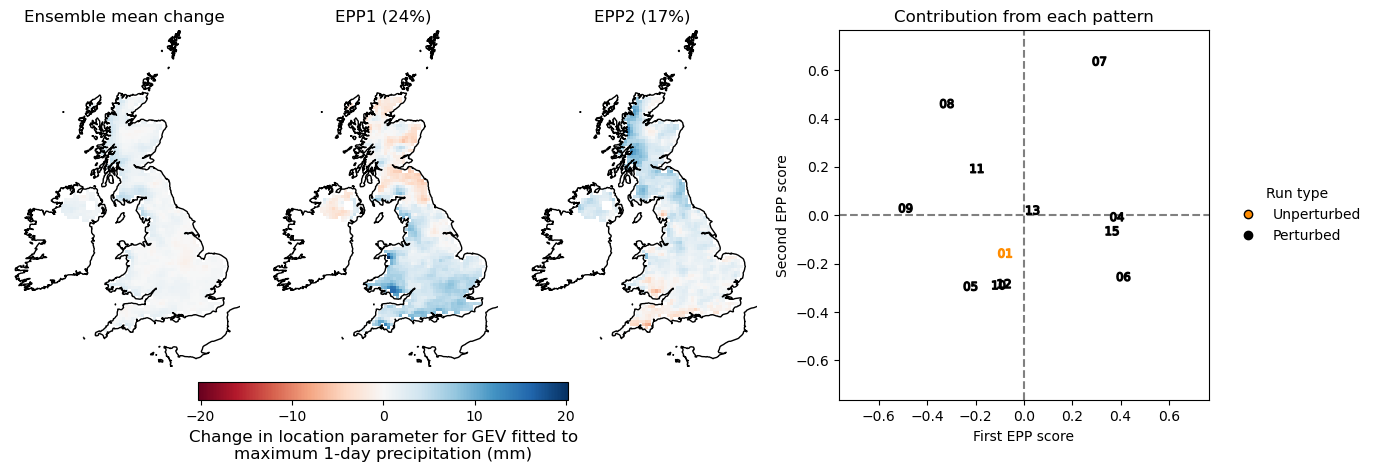 Ensemble mean change
EPP1 (24%)
EPP2 (17%)
Contribution from each pattern
−20
−10
0
10
20
Change in location parameter for GEV fitted to
maximum 1-day precipitation (mm)
Second EPP score
0.6
0.4
0.2
0.0
−0.2
−0.4
−0.6
07
08
11
09
13
04
15
01
06
05
10
12
−0.6
−0.4
−0.2
0.0
0.2
0.4
0.6
First EPP score
Run type
Unperturbed
Perturbed